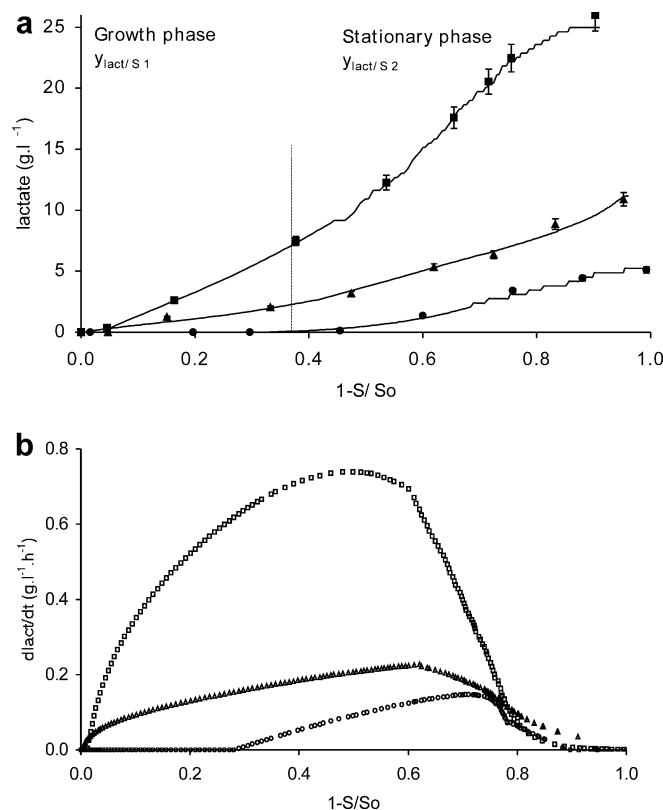 a
Growth phase
Stationary phase
y lact/ S 1
y lact/ S 2
lactate (g.l -1)
25
20
15
10
5
0
0.0 0.2 0.4 0.6 0.8 1.0
1-S/ So
b
dlact/dt (g.l-1.h-1)
0.8
0.6
0.4
0.2
0.0
0.0 0.2 0.4 0.6 0.8 1.0
1-S/So